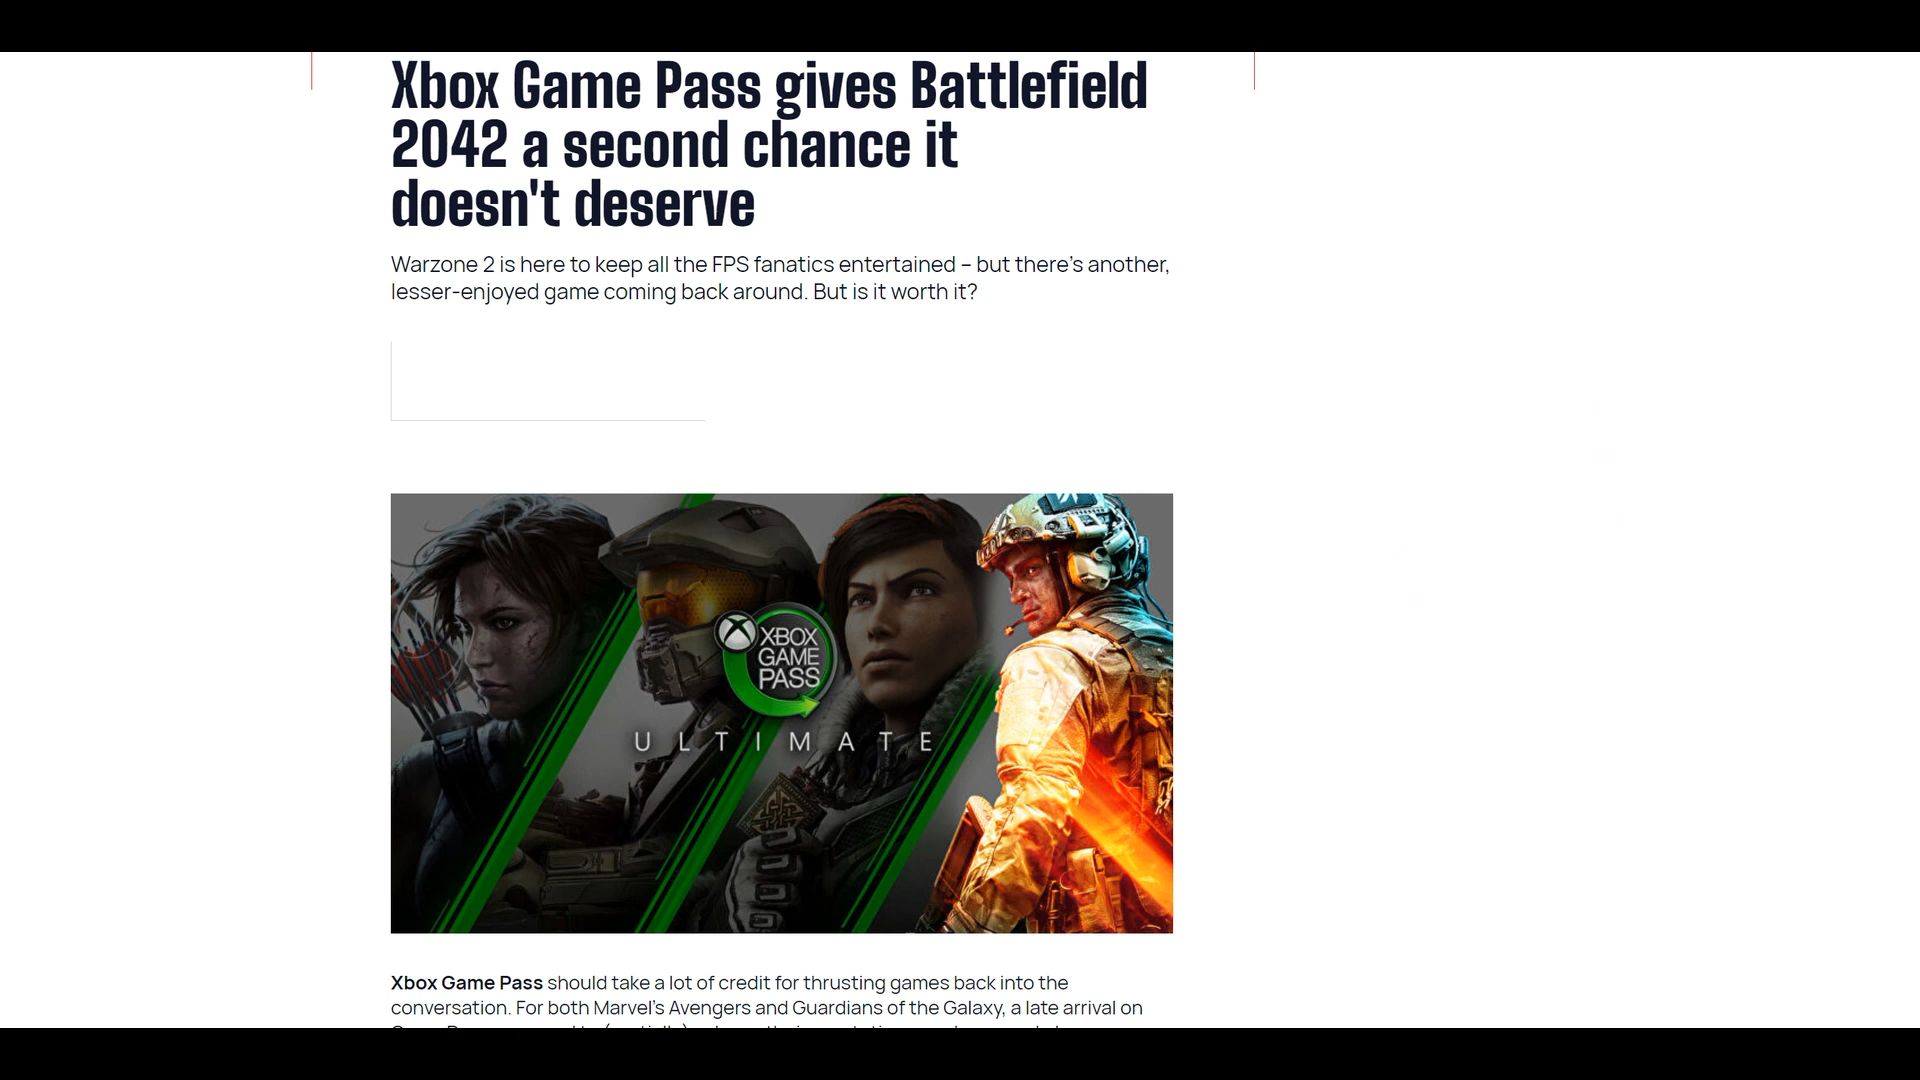 Xbox Game Pass gives Battlefield
2042 a second chance it
doesn't deserve
Warzone 2 is here to keep all the FPS fanatics entertained – but there's another,
lesser-enjoyed game coming back around. But is it worth it?
XBOX
GAME
PASS
ULTIMATE
Xbox Game Pass should take a lot of credit for thrusting games back into the
conversation. For both Marvel's Avengers and Guardians of the Galaxy, a late arrival on